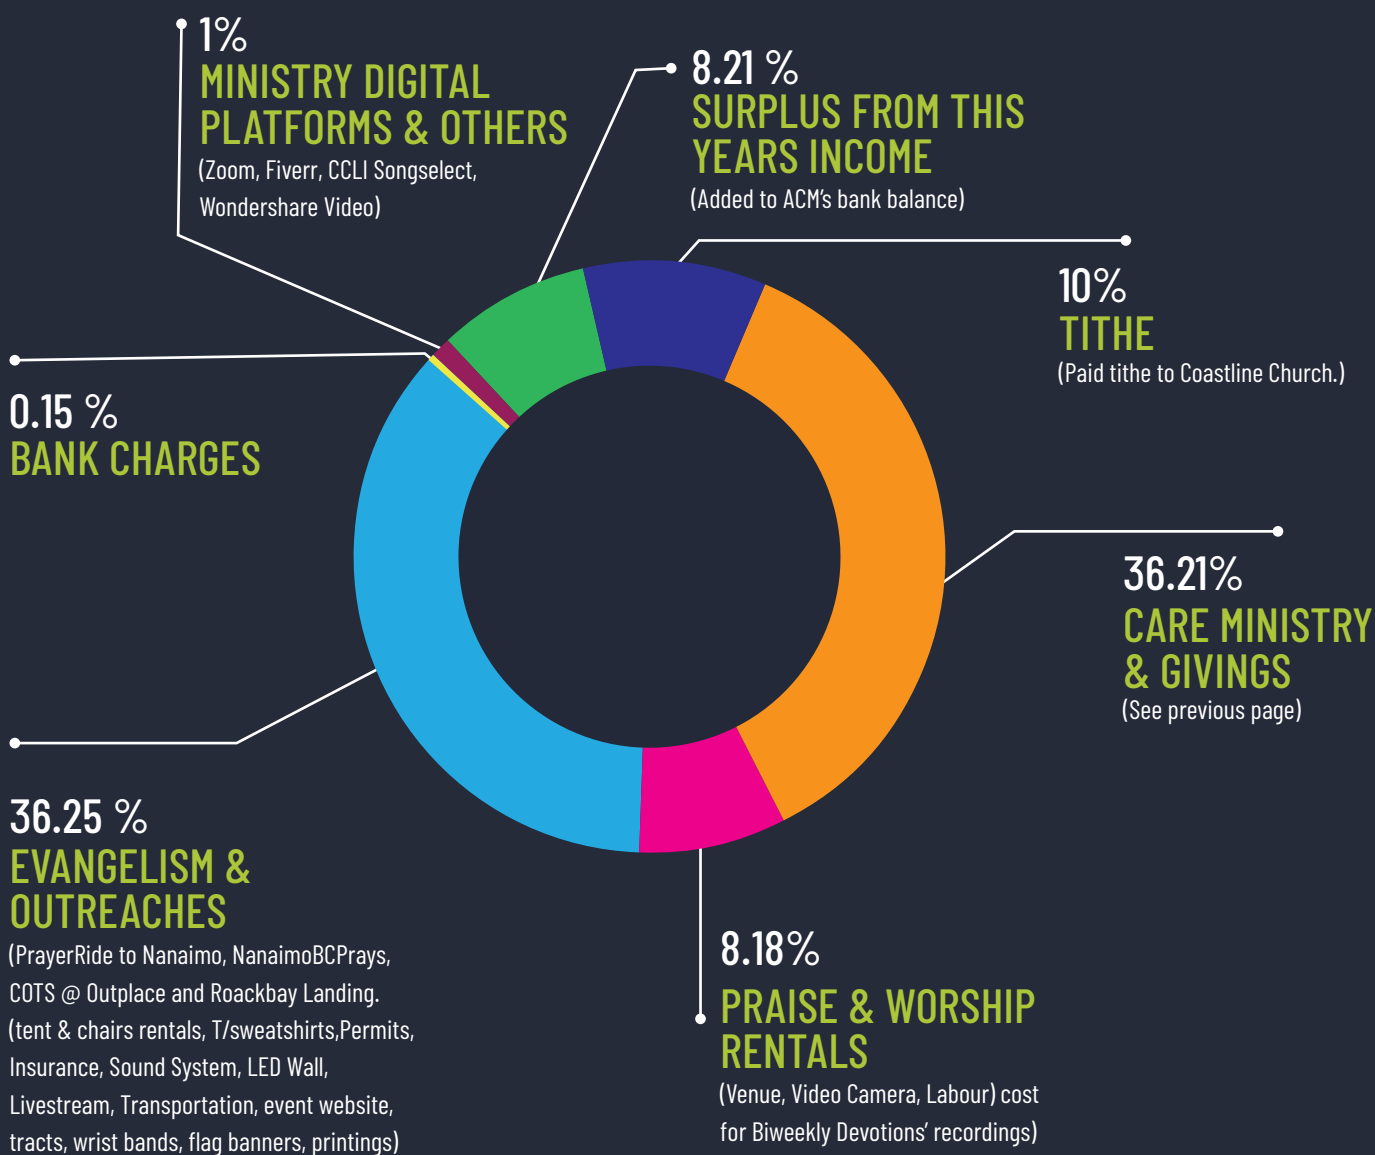 1%
MINISTRY DIGITAL
PLATFORMS & OTHERS
(Zoom, Fiverr, CCLI Songselect,
Wondershare Video)
8.21 %
SURPLUS FROM THIS
YEARS INCOME
(Added to ACM's bank balance)
10%
TITHE
(Paid tithe to Coastline Church.)
0.15 %
BANK CHARGES
36.21%
CARE MINISTRY
& GIVINGS
(See previous page)
36.25 %
EVANGELISM &
OUTREACHES
(PrayerRide to Nanaimo, NanaimoBCPrays,
COTS @ Outplace and Roackbay Landing.
(tent & chairs rentals, T/sweatshirts,Permits,
Insurance, Sound System, LED Wall,
Livestream, Transportation, event website,
tracts, wrist bands, flag banners, printings)
8.18%
PRAISE & WORSHIP
RENTALS
(Venue, Video Camera, Labour) cost
for Biweekly Devotions' recordings)